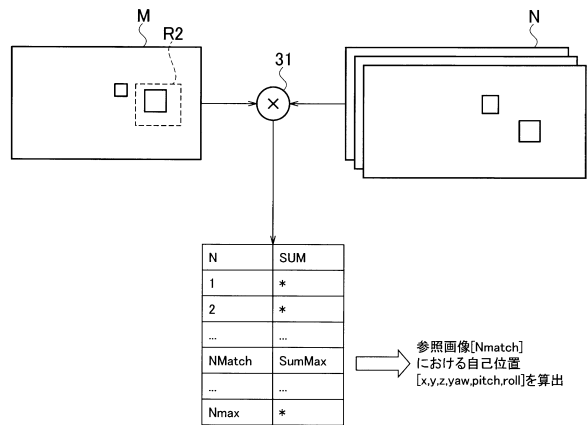 M
R2
31
N
×
N SUM
1 *
2 *
... ...
NMatch SumMax
... ...
Nmax *
参照画像[Nmatch]
における自己位置
[x,y,z,yaw,pitch,roll]を算出